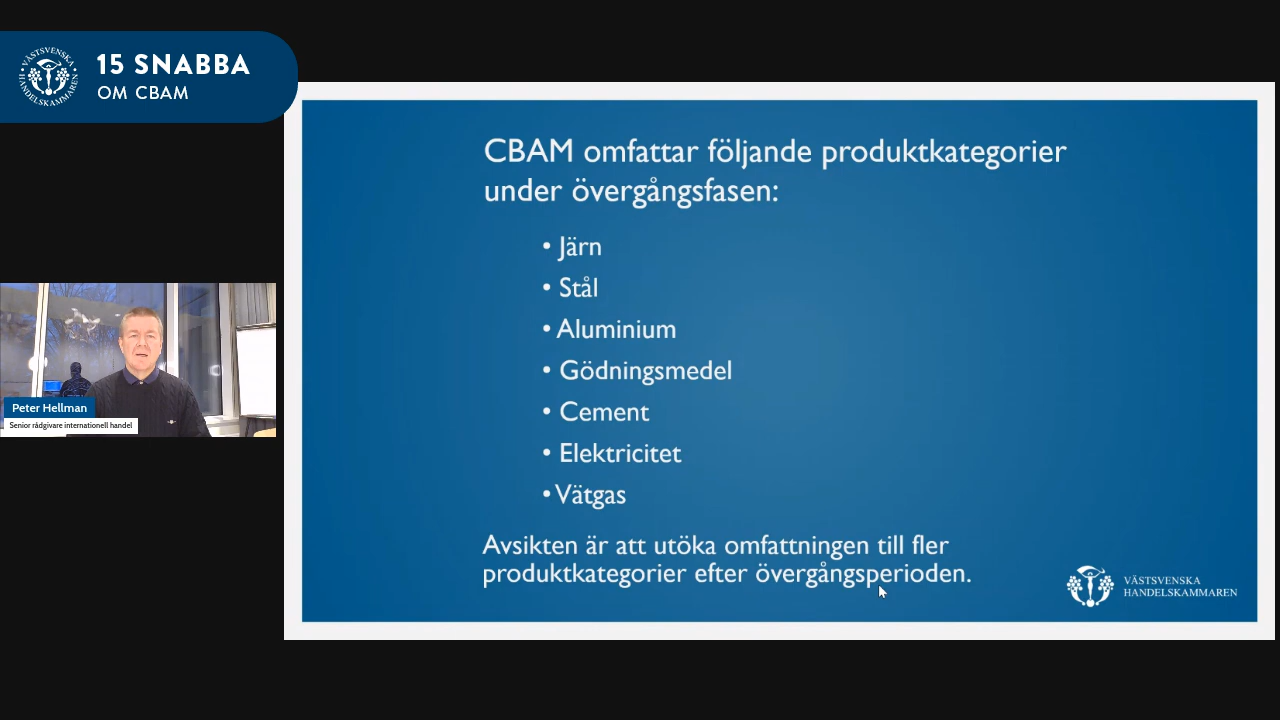 VÄSTSVENSKA
HANDELSKAMMAREN
15 SNABBA
OM CBAM
CBAM omfattar följande produktkategorier
under övergångsfasen:
• Järn
• Stål
• Aluminium
• Gödningsmedel
• Cement
• Elektricitet
• Vätgas
Avsikten är att utöka omfattningen till fler
produktkategorier efter övergångsperioden.
Peter Hellman
Senior rådgivare internationell handel
VÄSTSVENSKA
HANDELSKAMMAREN